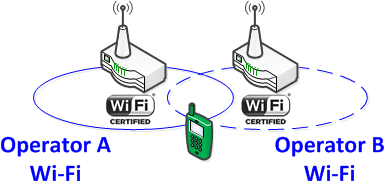 Wi Fi
CERTIFIED
Wi Fi
CERTIFIED
Operator A
Wi-Fi
Operator B
Wi-Fi